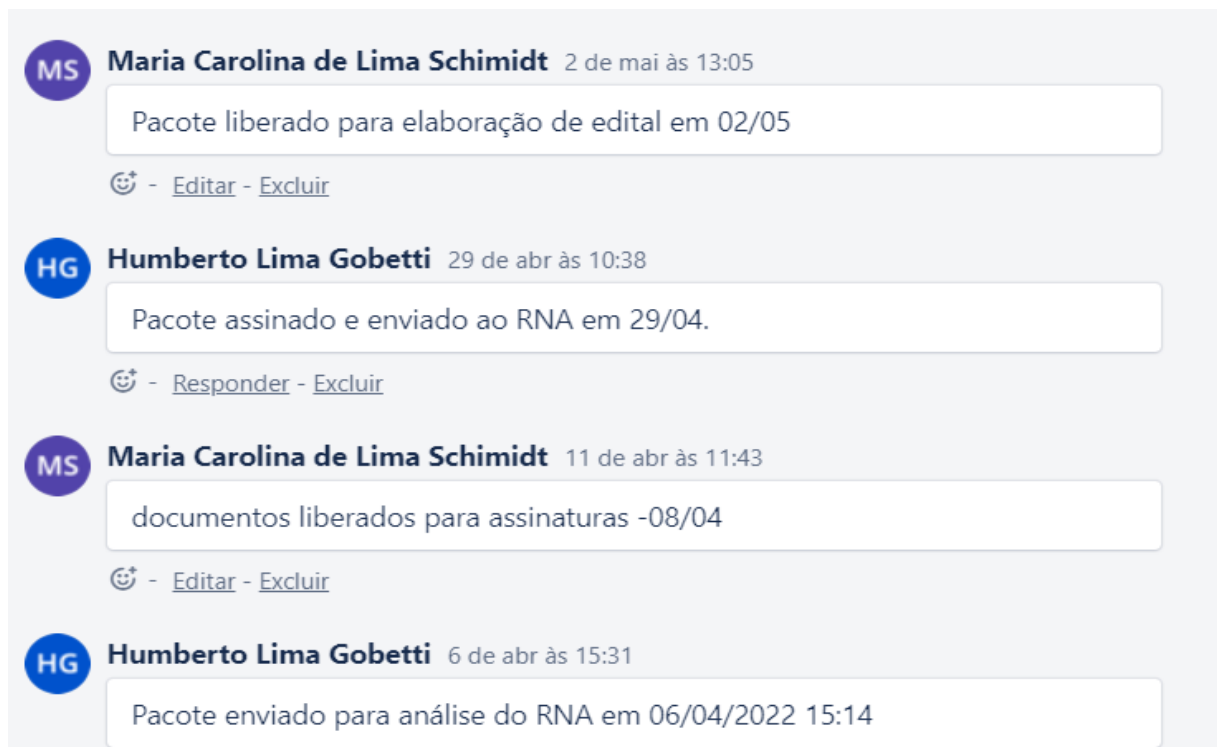 MS
Maria Carolina de Lima Schimidt 2 de mai às 13:05
Pacote liberado para elaboração de edital em 02/05
- Editar - Excluir
HG
Humberto Lima Gobetti 29 de abr às 10:38
Pacote assinado e enviado ao RNA em 29/04.
- Responder - Excluir
MS
Maria Carolina de Lima Schimidt 11 de abr às 11:43
documentos liberados para assinaturas -08/04
- Editar - Excluir
HG
Humberto Lima Gobetti 6 de abr às 15:31
Pacote enviado para análise do RNA em 06/04/2022 15:14